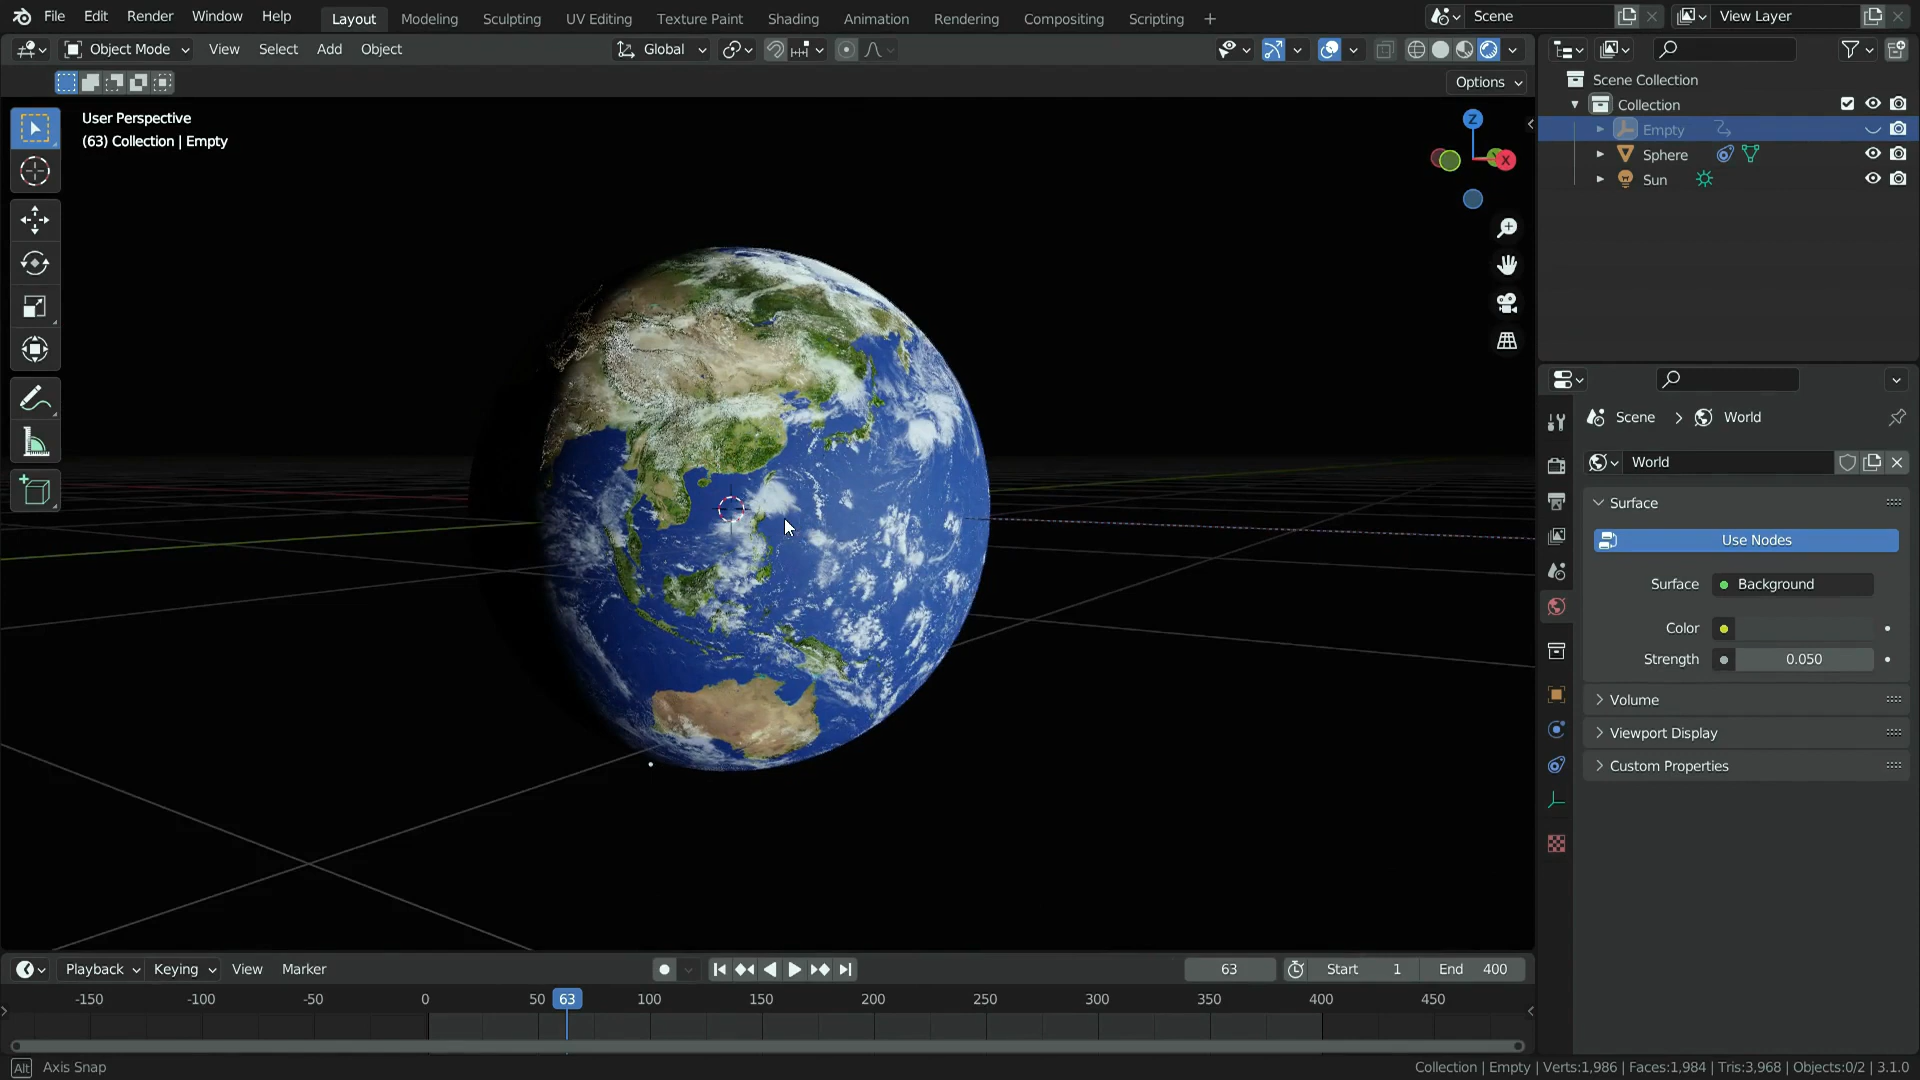 File Edit Render Window Help Layout Modeling Sculpting UV Editing Texture Paint Shading Animation Rendering Compositing Scripting + Scene View Layer
Object Mode View Select Add Object Global
Options
User Perspective
(63) Collection | Empty
Z
X
Scene Collection
Collection
Empty
Sphere
Sun
Scene > World
World
Surface
Use Nodes
Surface Background
Color
Strength 0.050
Volume
Viewport Display
Custom Properties
Playback Keying View Marker 63 Start 1 End 400
-150 -100 -50 0 50 63 100 150 200 250 300 350 400 450
Alt Axis Snap Collection | Empty | Verts:1,986 | Faces:1,984 | Tris:3,968 | Objects:0/2 | 3.1.0